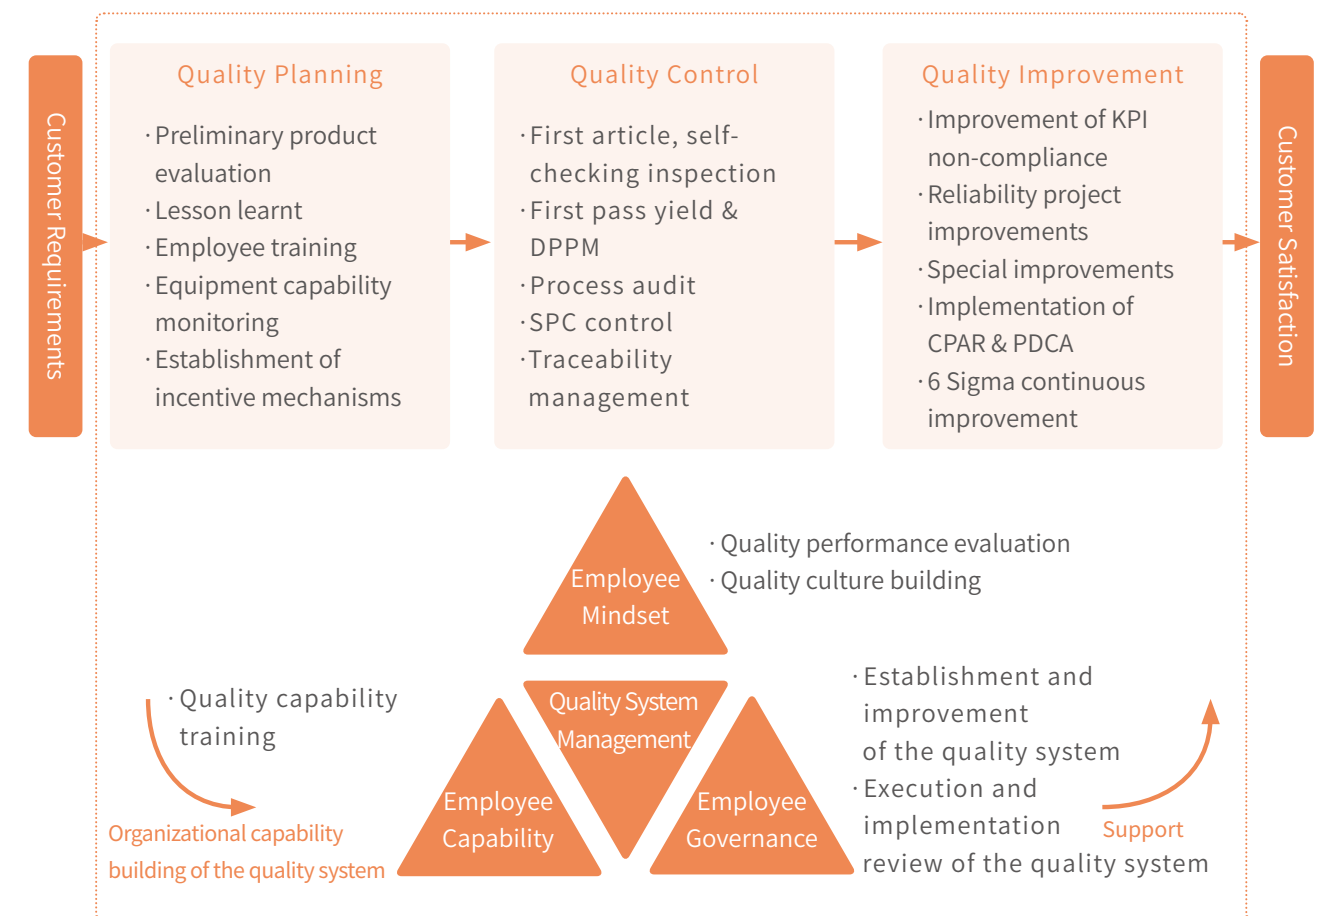 Customer Requirements
Quality Planning
· Preliminary product
evaluation
· Lesson learnt
· Employee training
· Equipment capability
monitoring
· Establishment of
incentive mechanisms
Quality Control
· First article, self-
checking inspection
· First pass yield &
DPPM
· Process audit
· SPC control
· Traceability
management
Quality Improvement
· Improvement of KPI
non-compliance
· Reliability project
improvements
· Special improvements
· Implementation of
CPAR & PDCA
· 6 Sigma continuous
improvement
Customer Satisfaction
Employee
Mindset
· Quality performance evaluation
· Quality culture building
· Quality capability
training
Organizational capability
building of the quality system
Quality System
Management
Employee
Capability
Employee
Governance
· Establishment and
improvement
of the quality system
· Execution and
implementation
review of the quality system
Support